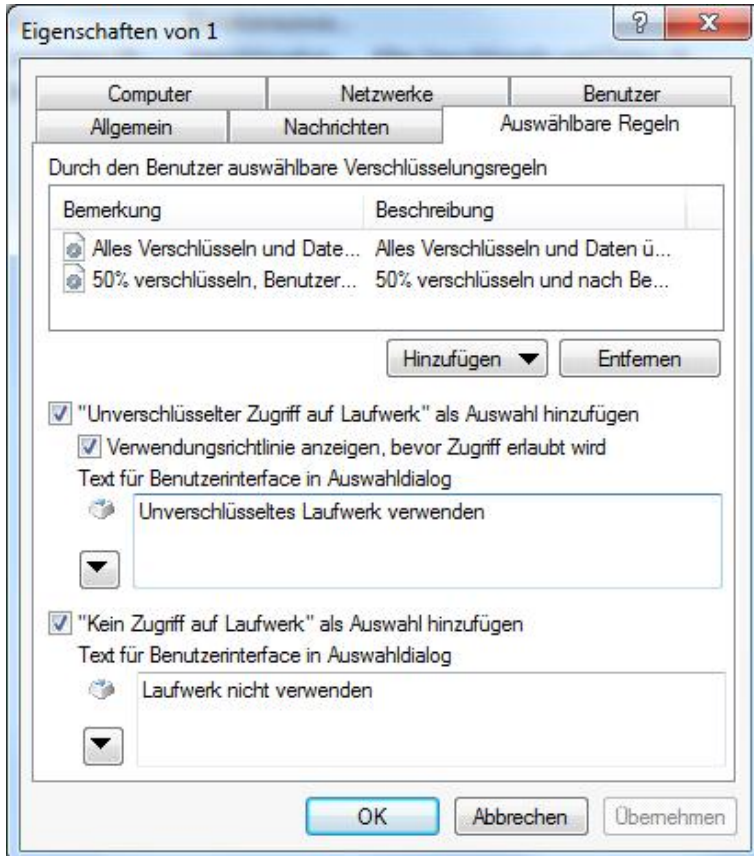 Eigenschaften von 1
Computer Netzwerke Benutzer
Allgemein Nachrichten Auswählbare Regeln
Durch den Benutzer auswählbare Verschlüsselungsregeln
Bemerkung Beschreibung
Alles Verschlüsseln und Date... Alles Verschlüsseln und Daten ü...
50% verschlüsseln, Benutzer... 50% verschlüsseln und nach Be...
Hinzufügen Entfernen
"Unverschlüsselter Zugriff auf Laufwerk" als Auswahl hinzufügen
Verwendungsrichtlinie anzeigen, bevor Zugriff erlaubt wird
Text für Benutzerinterface in Auswahldialog
Unverschlüsseltes Laufwerk verwenden
"Kein Zugriff auf Laufwerk" als Auswahl hinzufügen
Text für Benutzerinterface in Auswahldialog
Laufwerk nicht verwenden
OK Abbrechen Übernehmen